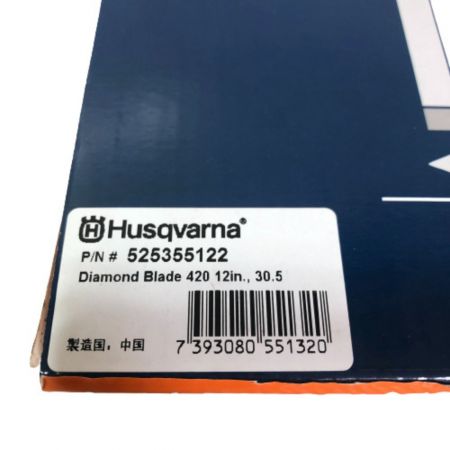 Husqvarna®
P/N # 525355122
Diamond Blade 420 12in., 30.5
製造国：中国
7 393080 551320